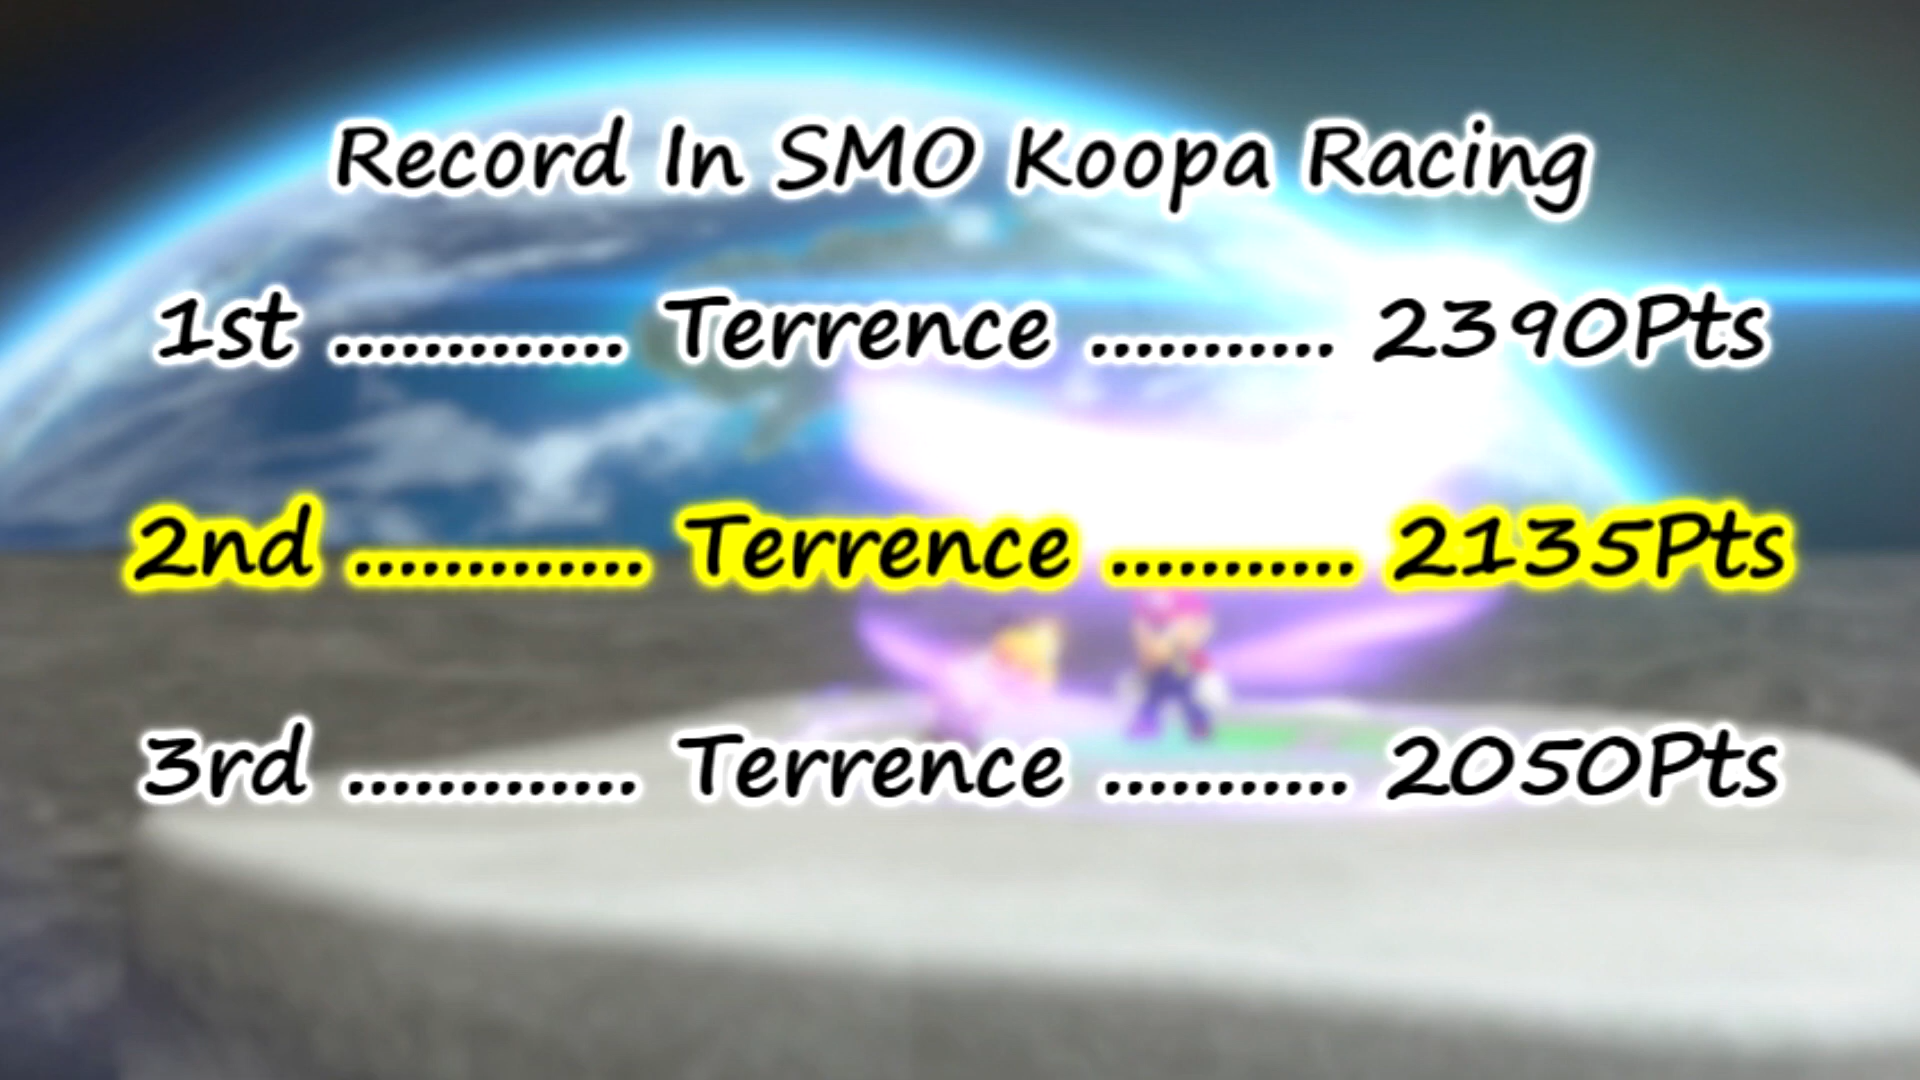 Record In SMO Koopa Racing
1st ............. Terrence ........... 2390Pts
2nd ............. Terrence ........... 2135Pts
3rd ............. Terrence ........... 2050Pts